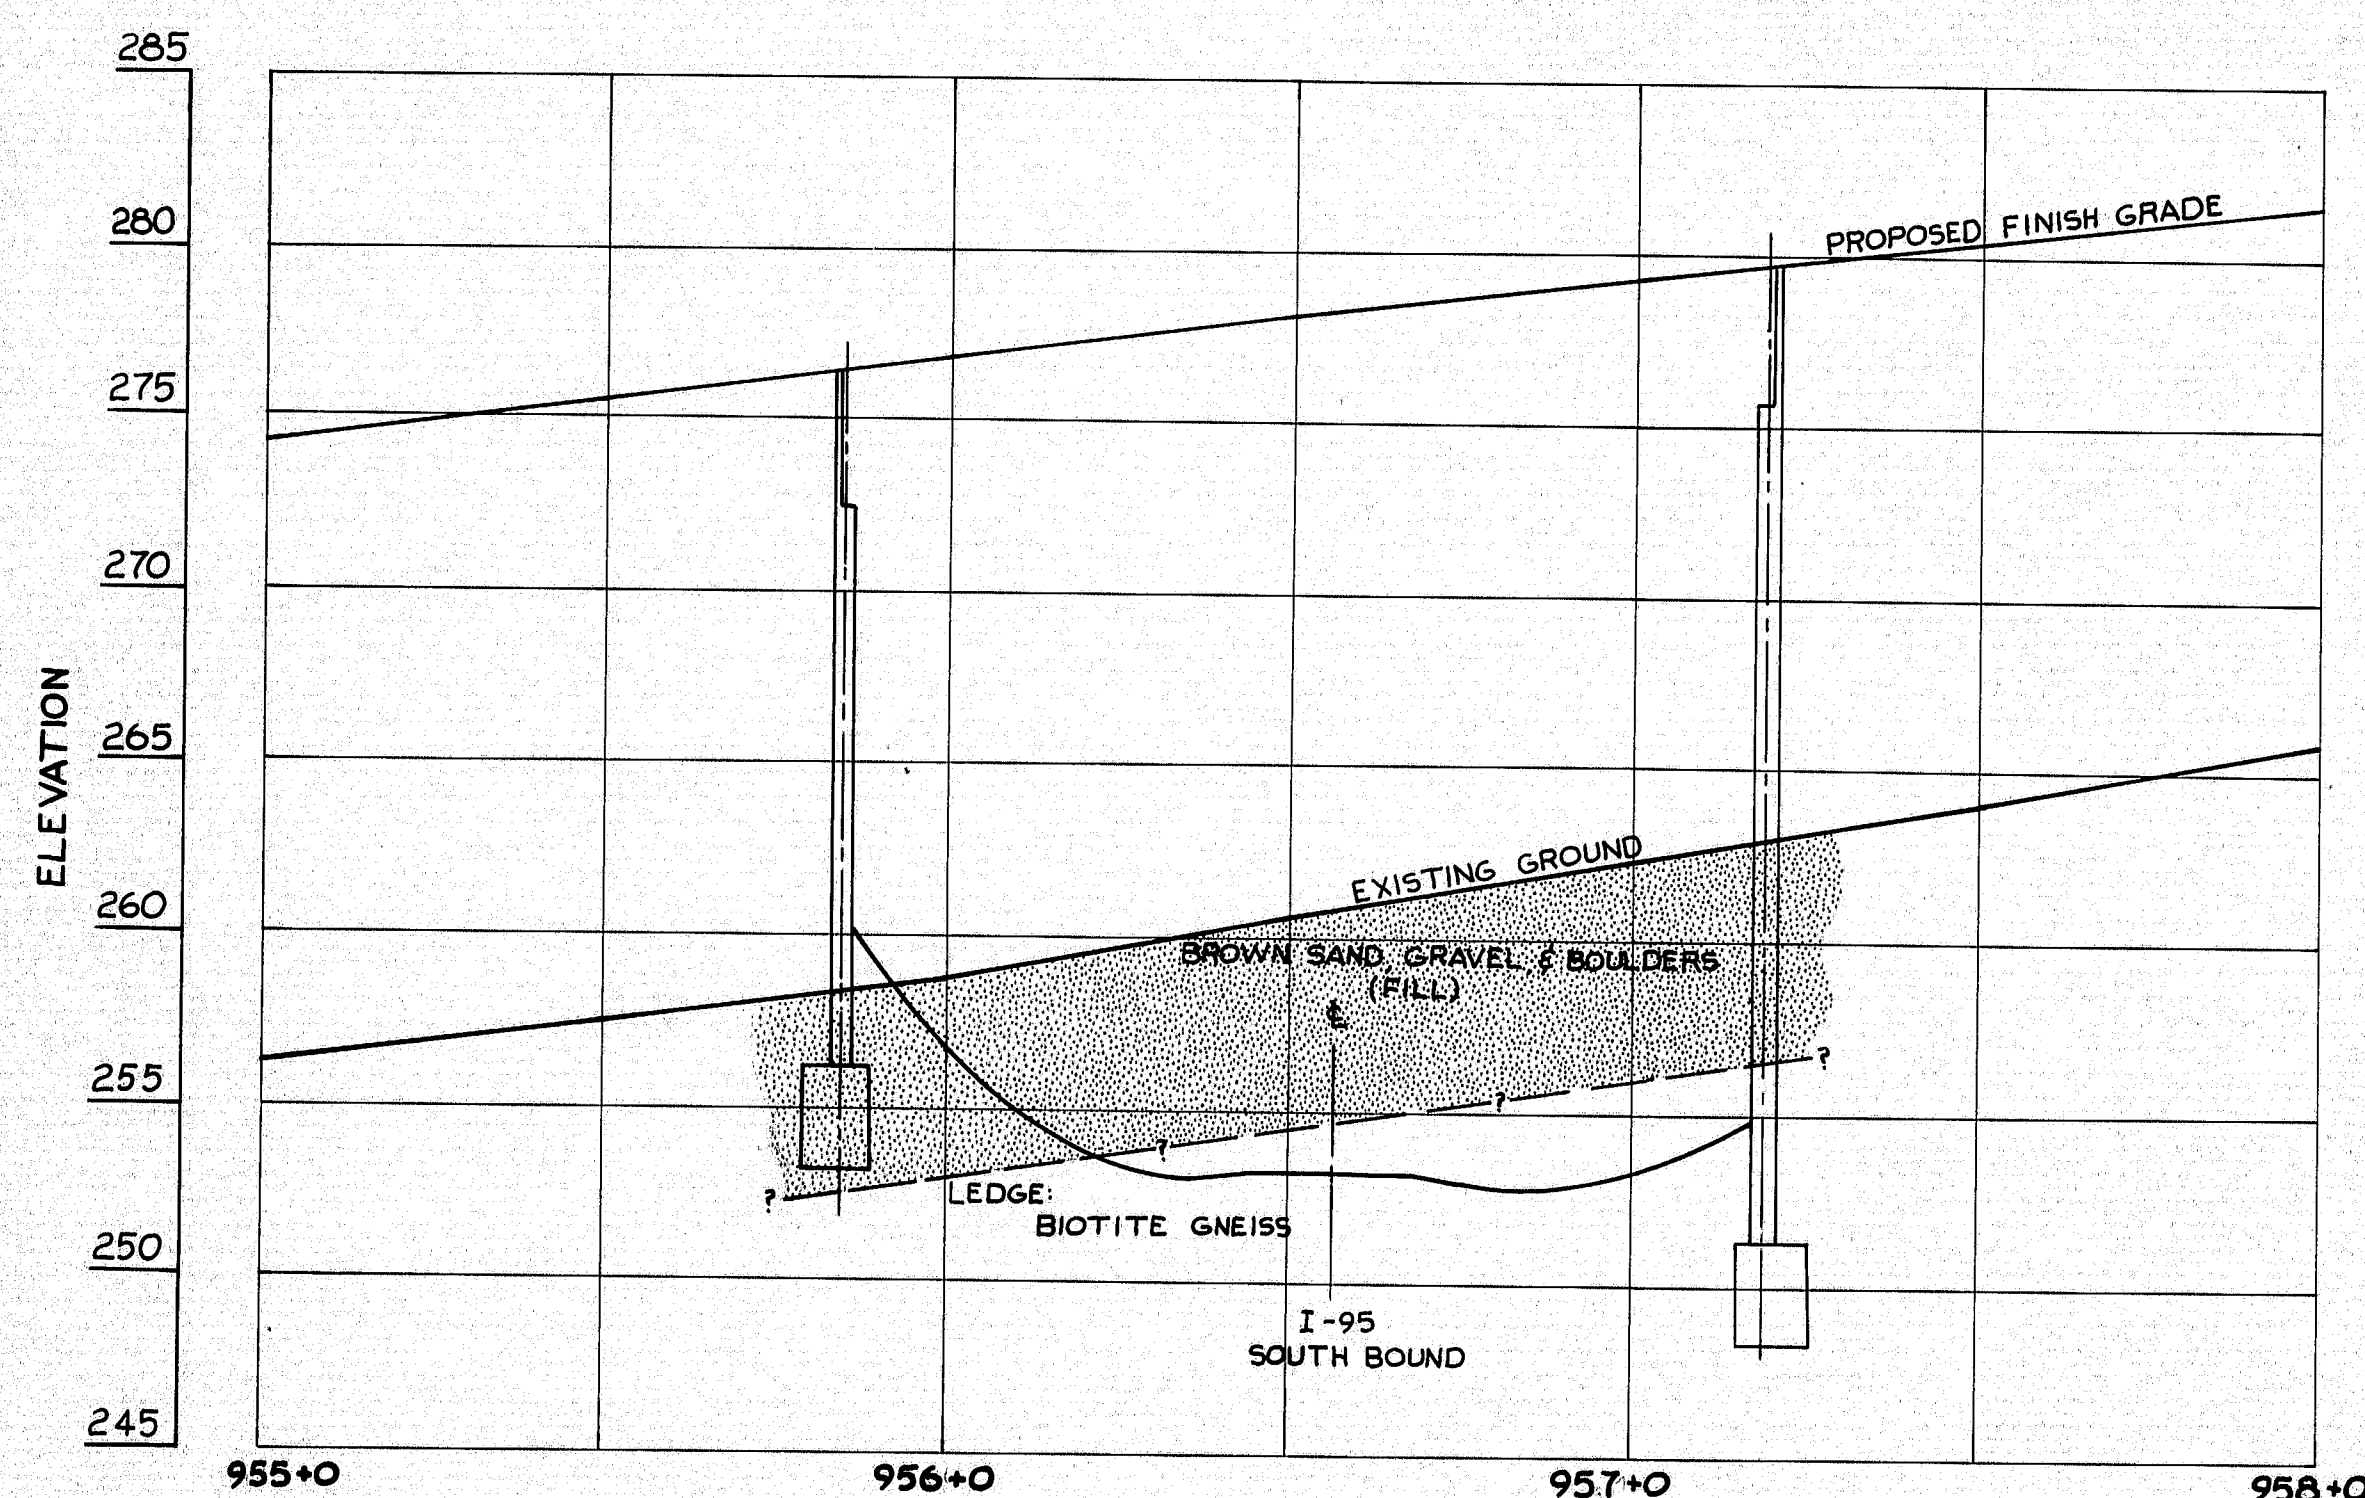 285
280
PROPOSED FINISH GRADE
275
270
265
ELEVATION
260
EXISTING GROUND
BROWN SAND, GRAVEL, & BOULDERS
(FILL)
℄
255
?
?
?
?
LEDGE:
BIOTITE GNEISS
250
I-95
SOUTH BOUND
245
955+0
956+0
957+0
958+0